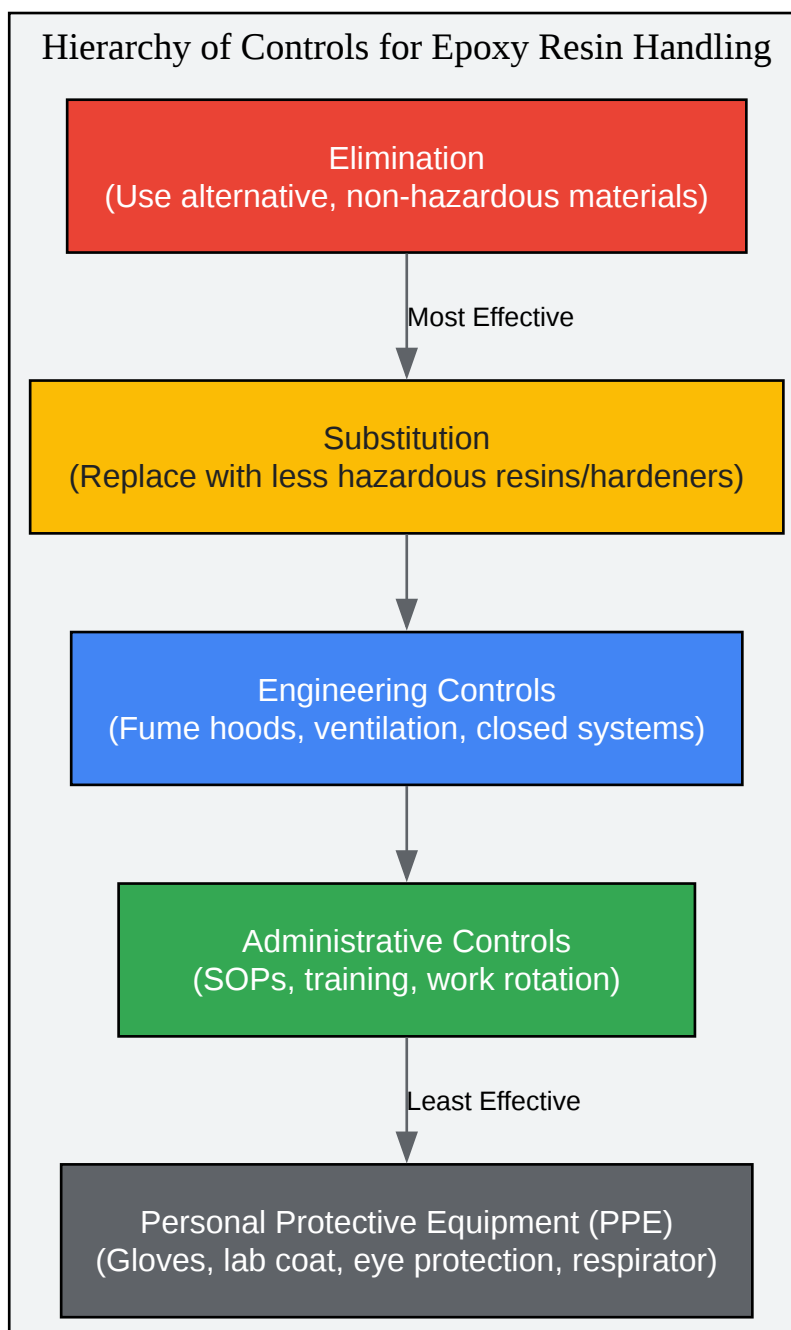 Hierarchy of Controls for Epoxy Resin Handling
Elimination
(Use alternative, non-hazardous materials)
Most Effective
Substitution
(Replace with less hazardous resins/hardeners)
Engineering Controls
(Fume hoods, ventilation, closed systems)
Administrative Controls
(SOPs, training, work rotation)
Least Effective
Personal Protective Equipment (PPE)
(Gloves, lab coat, eye protection, respirator)